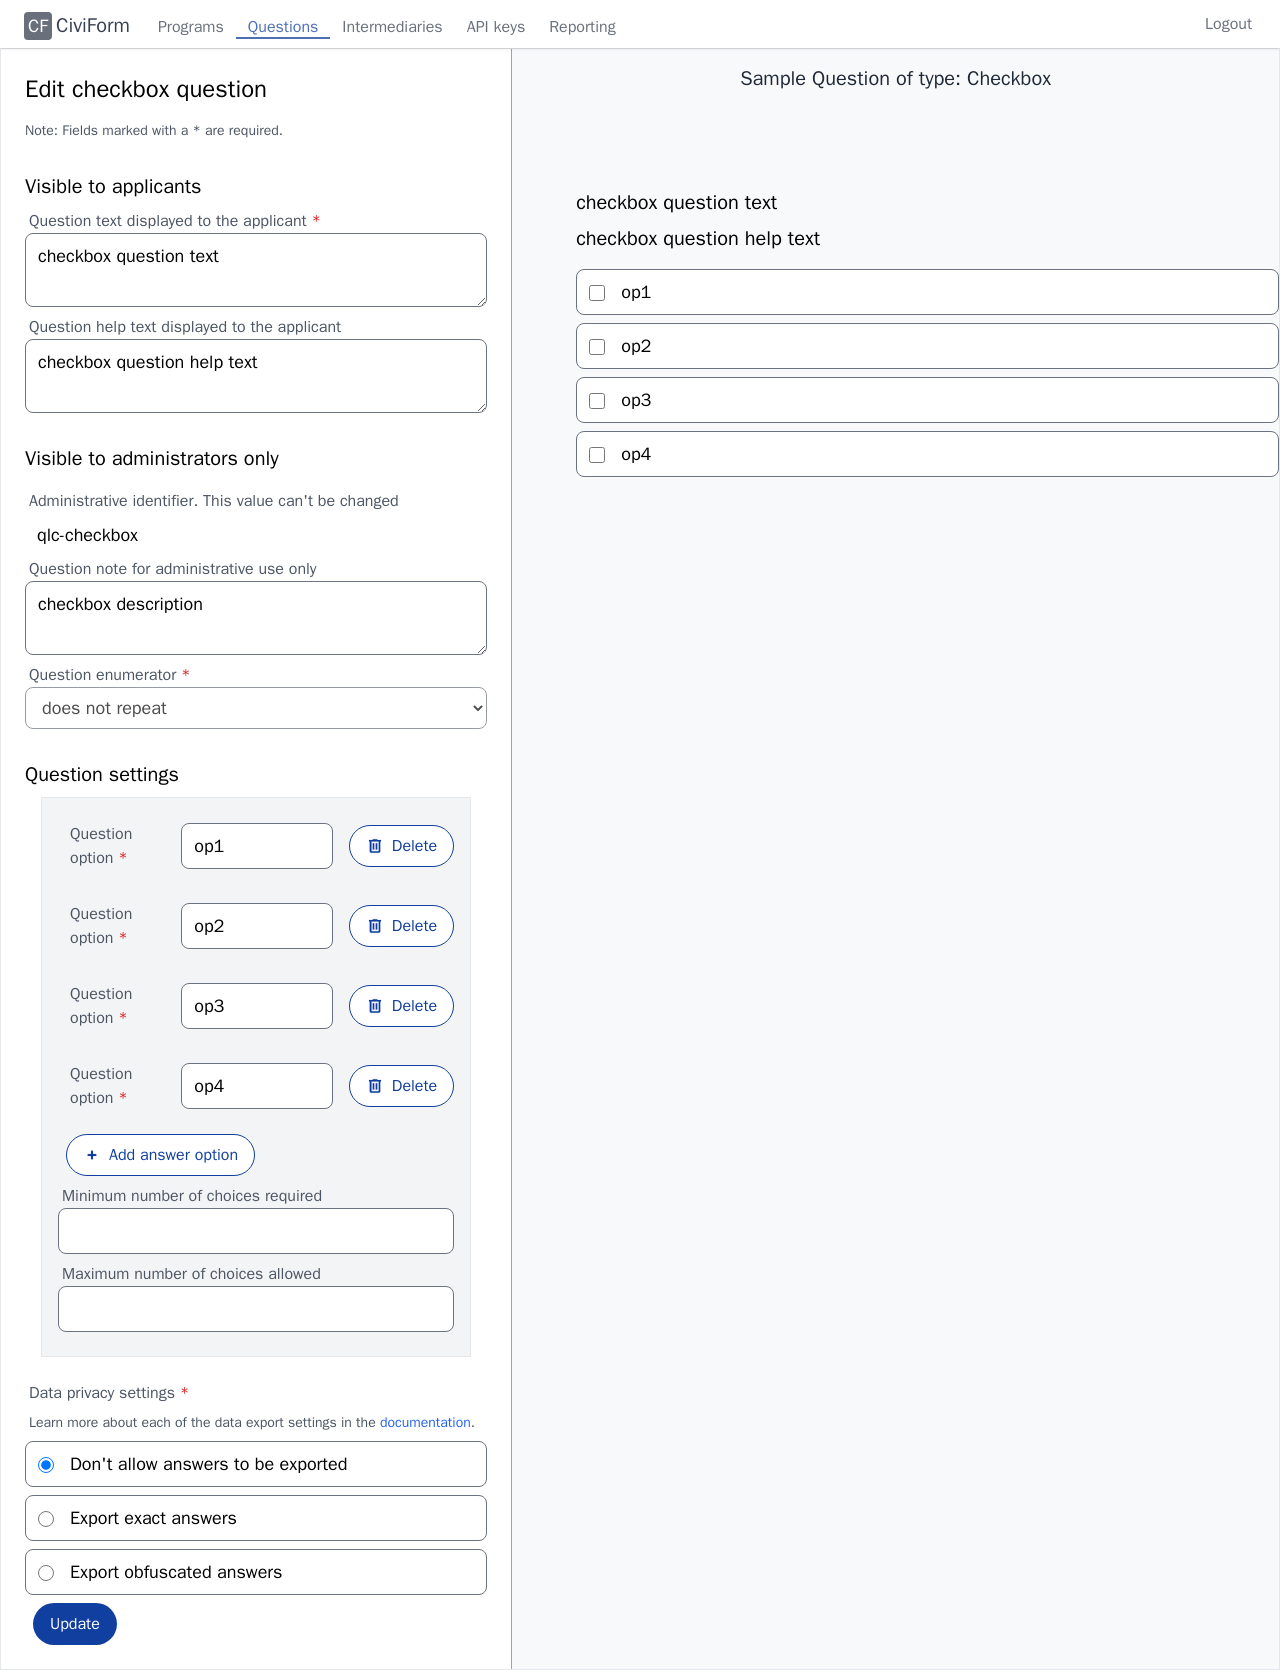 CF CiviForm Programs Questions Intermediaries API keys Reporting Logout
Edit checkbox question
Note: Fields marked with a * are required.
Visible to applicants
Question text displayed to the applicant *
checkbox question text
Question help text displayed to the applicant
checkbox question help text
Visible to administrators only
Administrative identifier. This value can't be changed
qlc-checkbox
Question note for administrative use only
checkbox description
Question enumerator *
does not repeat
Question settings
Question option *
op1
Delete
Question option *
op2
Delete
Question option *
op3
Delete
Question option *
op4
Delete
+ Add answer option
Minimum number of choices required
Maximum number of choices allowed
Data privacy settings *
Learn more about each of the data export settings in the documentation.
Don't allow answers to be exported
Export exact answers
Export obfuscated answers
Update
Sample Question of type: Checkbox
checkbox question text
checkbox question help text
op1
op2
op3
op4